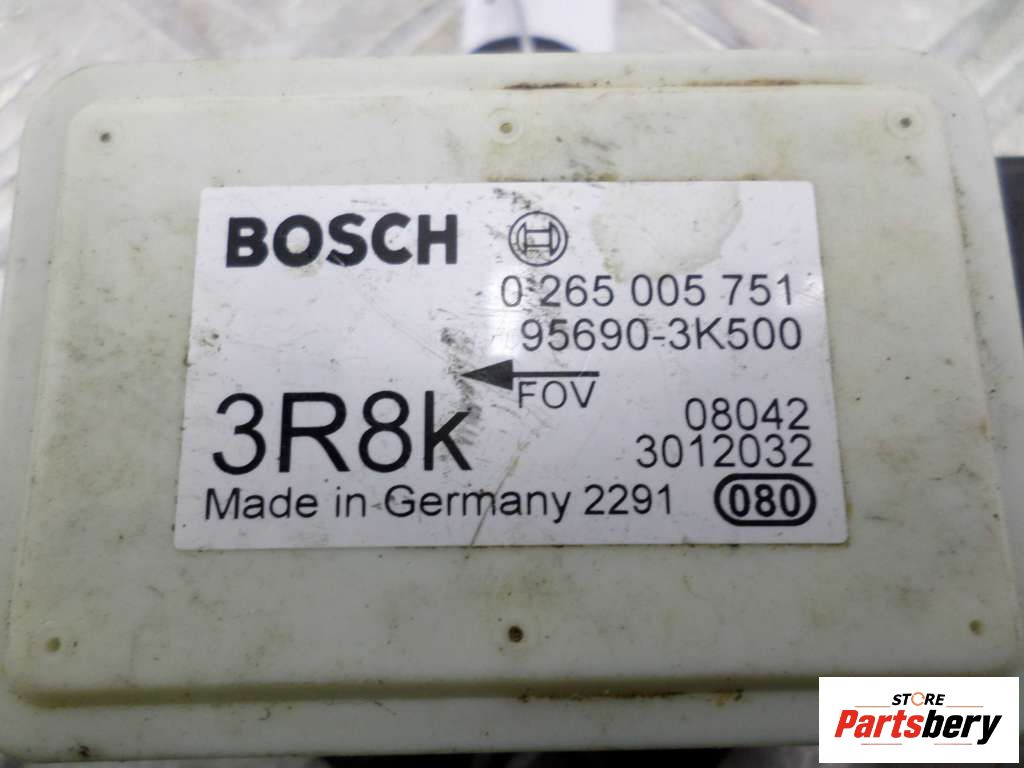 BOSCH
0 265 005 751
95690-3K500
FOV
3R8k
08042
3012032
Made in Germany 2291 080
STORE
Partsbery